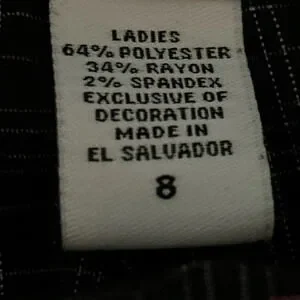 LADIES
64% POLYESTER
34% RAYON
2% SPANDEX
EXCLUSIVE OF
DECORATION
MADE IN
EL SALVADOR
8